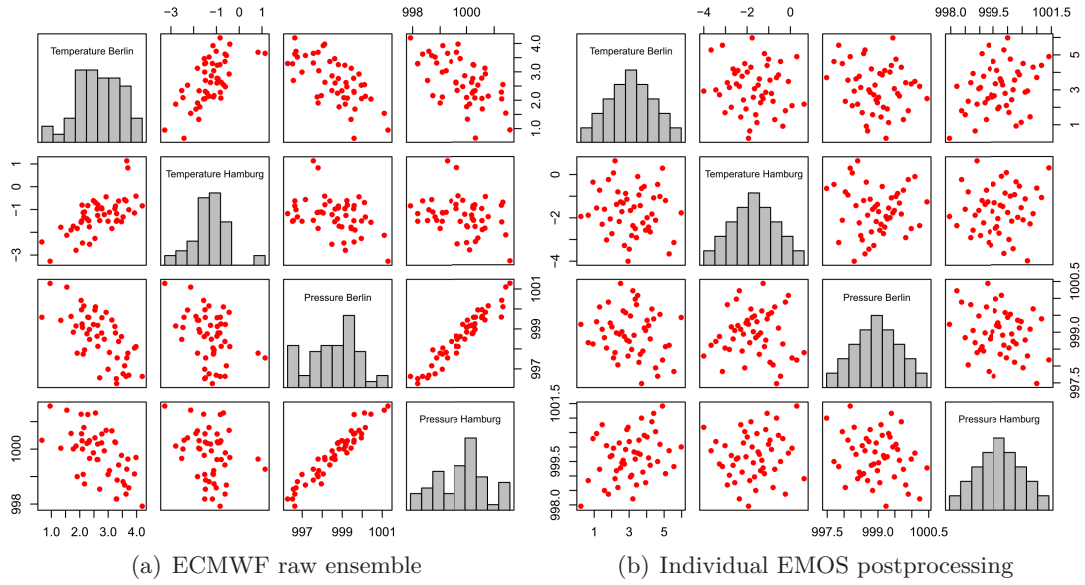 −3 −1 1 998 1000 −4 −2 0 998.0 999.5 1001.5
Temperature Berlin
1.0 2.0 3.0 4.0
Temperature Berlin
1 3 5
−3 −1 0 1
Temperature Hamburg
−4 −2 0
Temperature Hamburg
Pressure Berlin
997 999 1001
Pressure Berlin
997.5 999.0 1000.5
998 1000
Pressure Hamburg
998.0 999.5 1001.5
Pressure Hamburg
1.0 2.0 3.0 4.0 997 999 1001 1 3 5 997.5 999.0 1000.5
(a) ECMWF raw ensemble
(b) Individual EMOS postprocessing